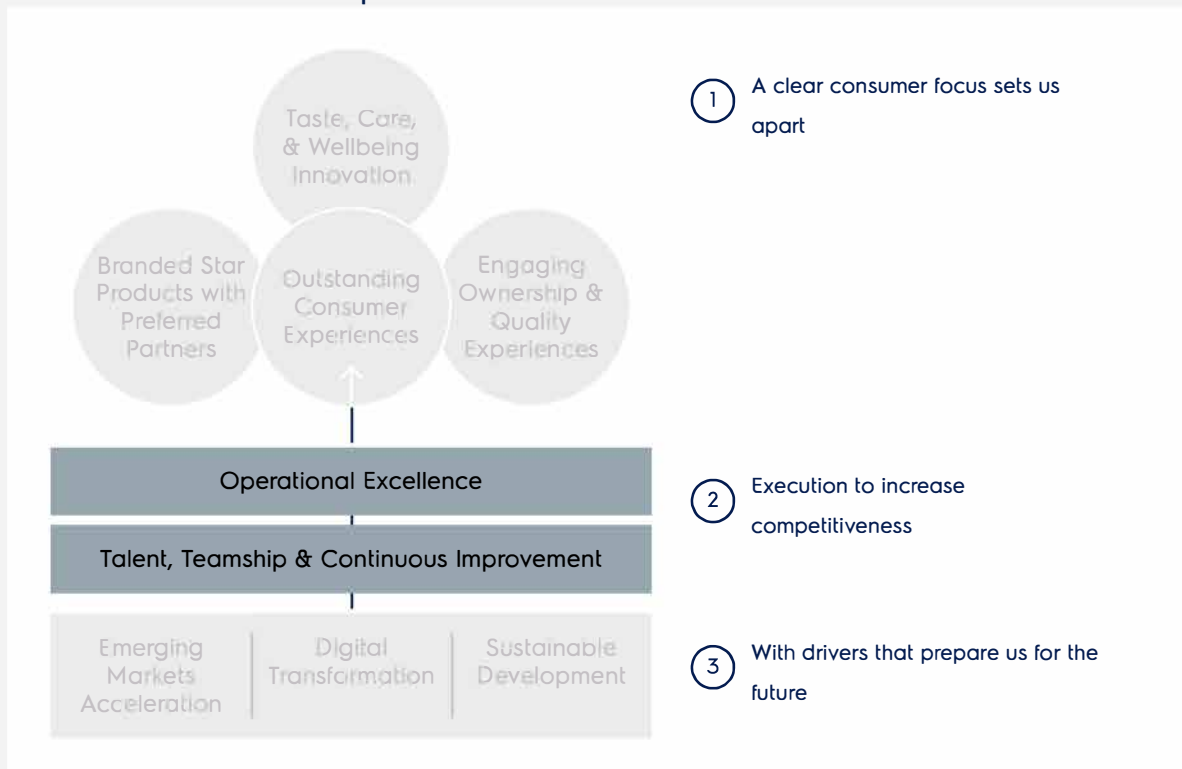 Taste, Care,
& Wellbeing
Innovation
Branded Star
Products with
Preferred
Partners
Outstanding
Consumer
Experiences
Engaging
Ownership &
Quality
Experiences
1
A clear consumer focus sets us
apart
Operational Excellence
Talent, Teamship & Continuous Improvement
2
Execution to increase
competitiveness
Emerging
Markets
Acceleration
Digital
Transformation
Sustainable
Development
3
With drivers that prepare us for the
future